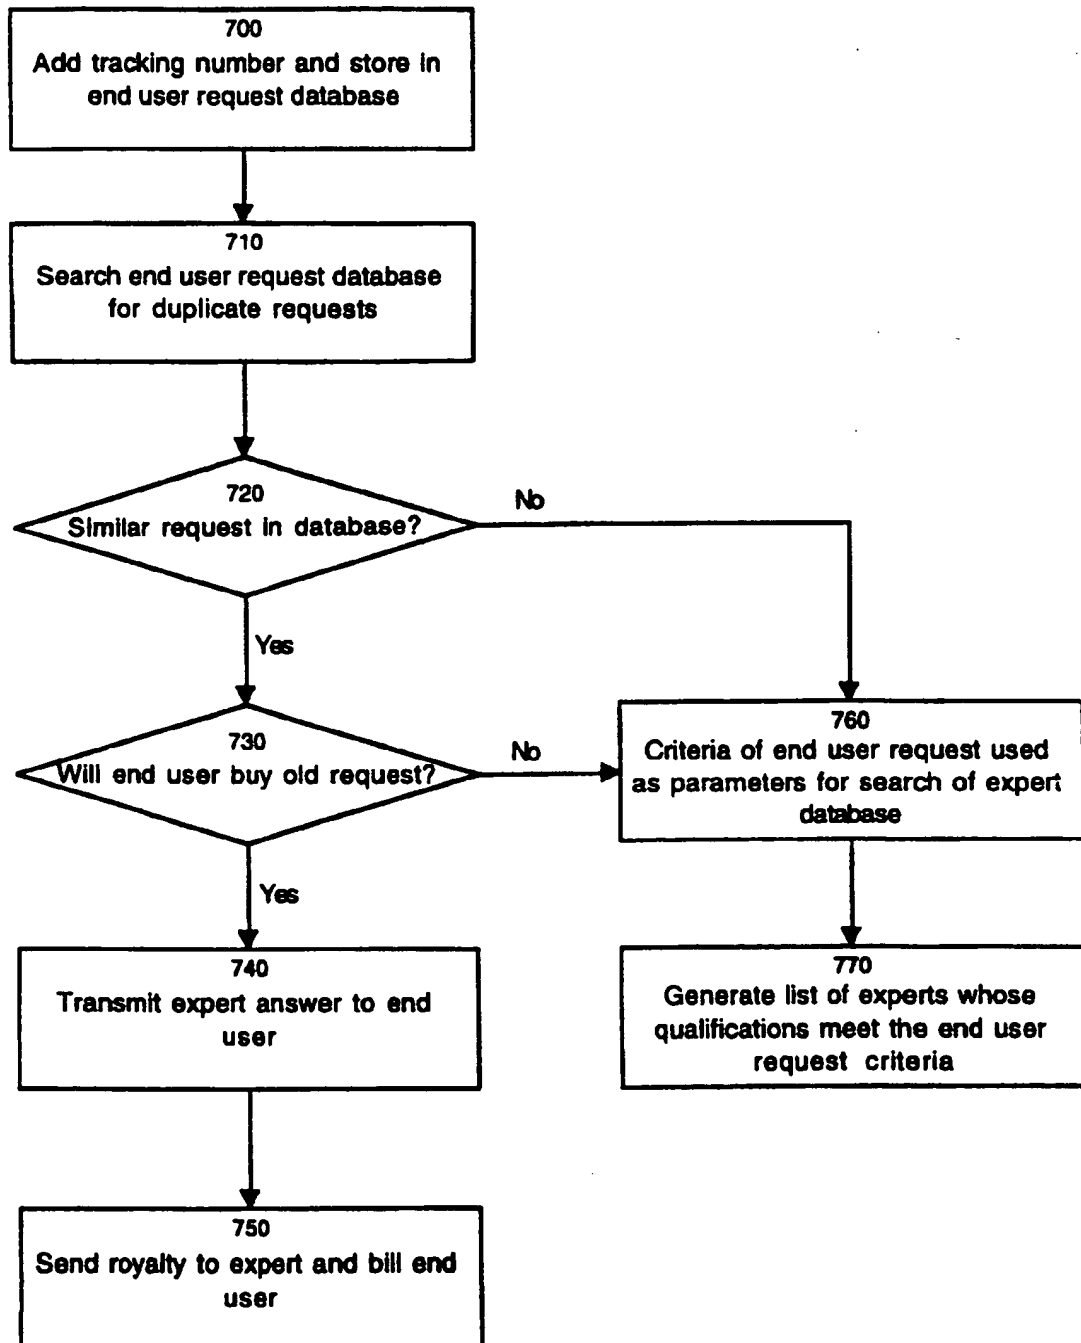 700
Add tracking number and store in
end user request database
710
Search end user request database
for duplicate requests
720
Similar request in database?
No
Yes
730
Will end user buy old request?
No
Yes
760
Criteria of end user request used
as parameters for search of expert
database
740
Transmit expert answer to end
user
770
Generate list of experts whose
qualifications meet the end user
request criteria
750
Send royalty to expert and bill end
user